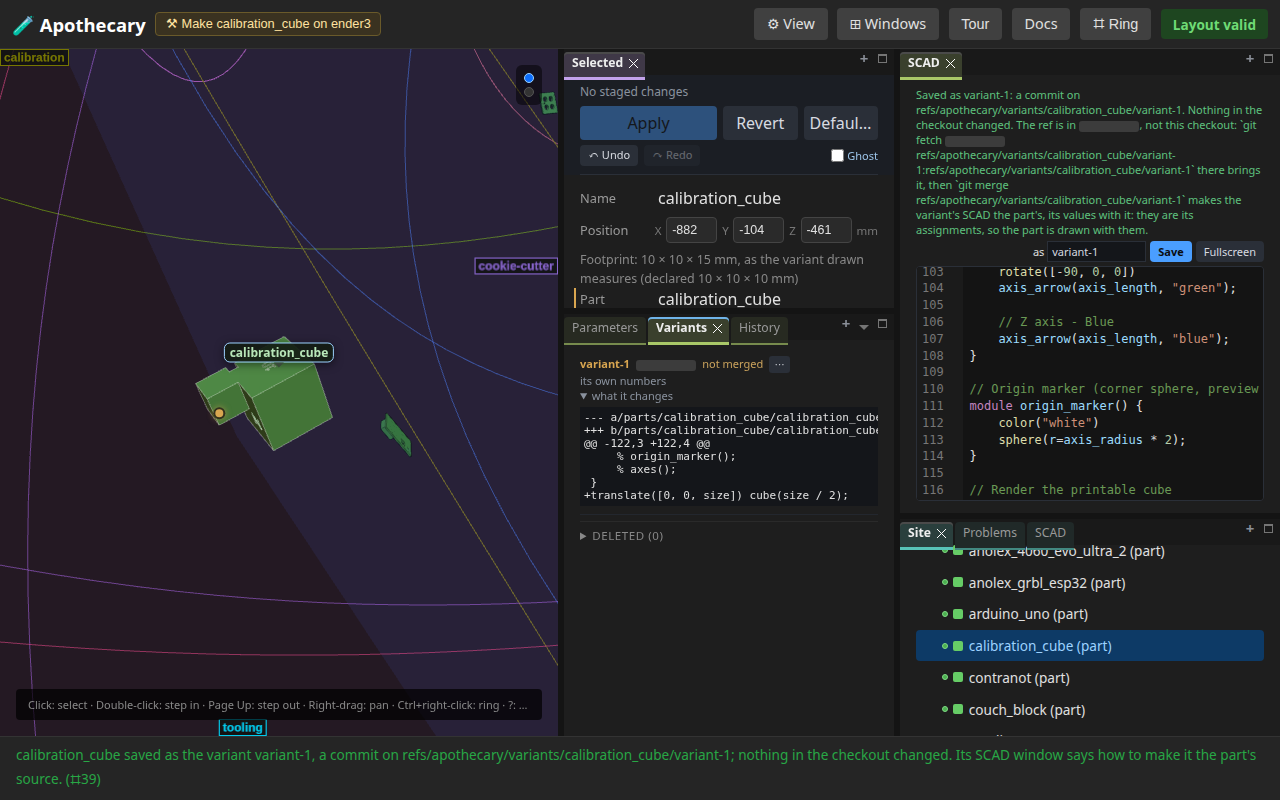 Apothecary
⚒ Make calibration_cube on ender3
⚙ View
⊞ Windows
Tour
Docs
⌗ Ring
Layout valid
calibration
cookie-cutter
calibration_cube
Click: select · Double-click: step in · Page Up: step out · Right-drag: pan · Ctrl+right-click: ring · ?: ...
tooling
Selected
No staged changes
Apply
Revert
Defaul...
↶ Undo
↷ Redo
Ghost
Name calibration_cube
Position X -882 Y -104 Z -461 mm
Footprint: 10 × 10 × 15 mm, as the variant drawn
measures (declared 10 × 10 × 10 mm)
Part calibration_cube
Parameters
Variants
History
variant-1 not merged ...
its own numbers
▼ what it changes
--- a/parts/calibration_cube/calibration_cube
+++ b/parts/calibration_cube/calibration_cube
@@ -122,3 +122,4 @@
% origin_marker();
% axes();
}
+translate([0, 0, size]) cube(size / 2);
▶ DELETED (0)
SCAD
Saved as variant-1: a commit on
refs/apothecary/variants/calibration_cube/variant-1. Nothing in the
checkout changed. The ref is in , not this checkout: `git
fetch
refs/apothecary/variants/calibration_cube/variant-
1:refs/apothecary/variants/calibration_cube/variant-1` there brings
it, then `git merge
refs/apothecary/variants/calibration_cube/variant-1` makes the
variant's SCAD the part's, its values with it: they are its
assignments, so the part is drawn with them.
as variant-1 Save Fullscreen
103 rotate([-90, 0, 0])
104 axis_arrow(axis_length, "green");
105
106 // Z axis - Blue
107 axis_arrow(axis_length, "blue");
108 }
109
110 // Origin marker (corner sphere, preview
111 module origin_marker() {
112 color("white")
113 sphere(r=axis_radius * 2);
114 }
115
116 // Render the printable cube
Site
Problems
SCAD
anolex_4060_evo_ultra_2 (part)
anolex_grbl_esp32 (part)
arduino_uno (part)
calibration_cube (part)
contranot (part)
couch_block (part)
calibration_cube saved as the variant variant-1, a commit on refs/apothecary/variants/calibration_cube/variant-1; nothing in the checkout changed. Its SCAD window says how to make it the part's
source. (⌗39)